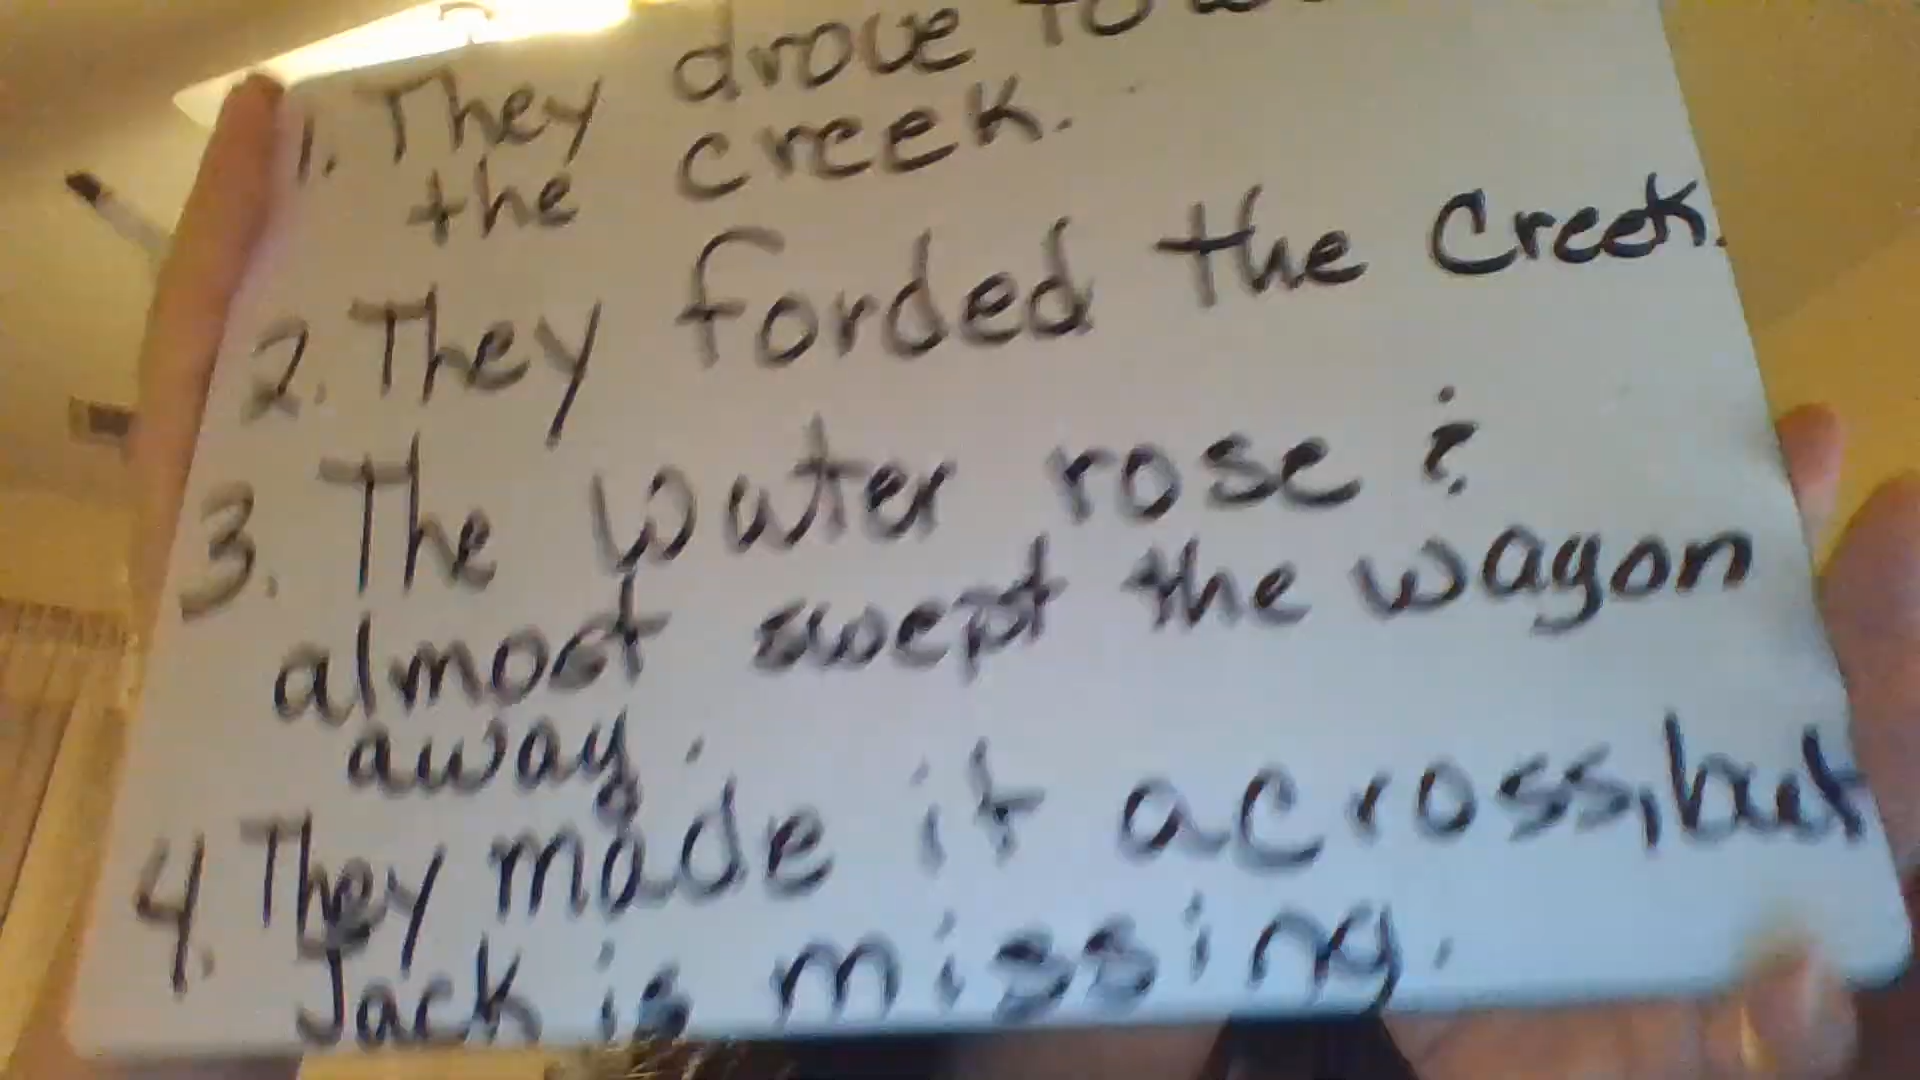 1. They drove
the creek.
2. They forded the Creek.
3. The water rose &
almost swept the wagon
away.
4. They made it across, but
Jack is missing.